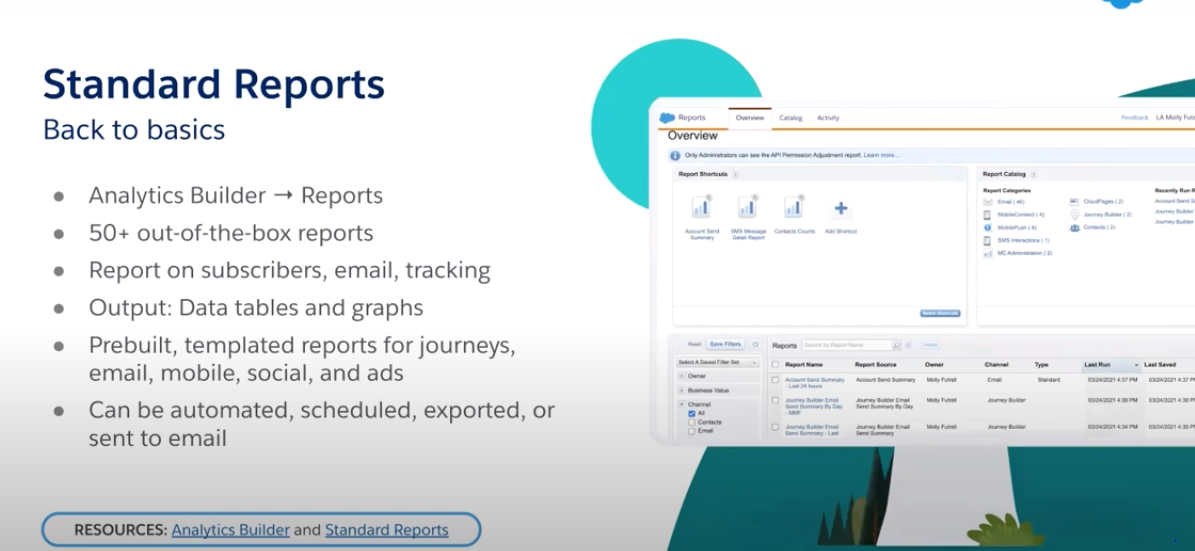 Standard Reports
Back to basics
Analytics Builder → Reports
50+ out-of-the-box reports
Report on subscribers, email, tracking
Output: Data tables and graphs
Prebuilt, templated reports for journeys,
email, mobile, social, and ads
Can be automated, scheduled, exported, or
sent to email
RESOURCES: Analytics Builder and Standard Reports
Reports Overview Catalog Activity Feedback LA Molly
Overview
Only Administrators can see the API Permission Adjustment report. Learn more...
Report Shortcuts
Account Send
Summary
SMS Message
Detail Report
Contacts Counts
Add Shortcut
Select Shortcuts
Report Catalog
Report Categories
Email ( 46)
MobileConnect ( 4)
MobilePush ( 4)
SMS Interactions ( 1)
MC Administration ( 2)
CloudPages ( 2)
Journey Builder ( 2)
Contacts ( 2)
Recently Run R
Account Send S
Journey Builder
Journey Builder
Reset Save Filters
Select A Saved Filter Set
Owner
Business Value
Channel
All
Contacts
Email
Reports Search by Report Name
Report Name Report Source Owner Channel Type Last Run Last Saved
Account Send Summary Account Send Summary Molly Futrell Email Standard 03/24/2021 4:37 PM 03/24/2021 4:37 P
- Last 24 hours
Journey Builder Email Journey Builder Email Molly Futrell Journey Builder 03/24/2021 4:36 PM 03/24/2021 4:36 P
Send Summary By Day Send Summary By Day
- MMF
Journey Builder Email Journey Builder Email Molly Futrell Journey Builder 03/24/2021 4:34 PM 03/24/2021 4:35 P
Send Summary - Last Send Summary